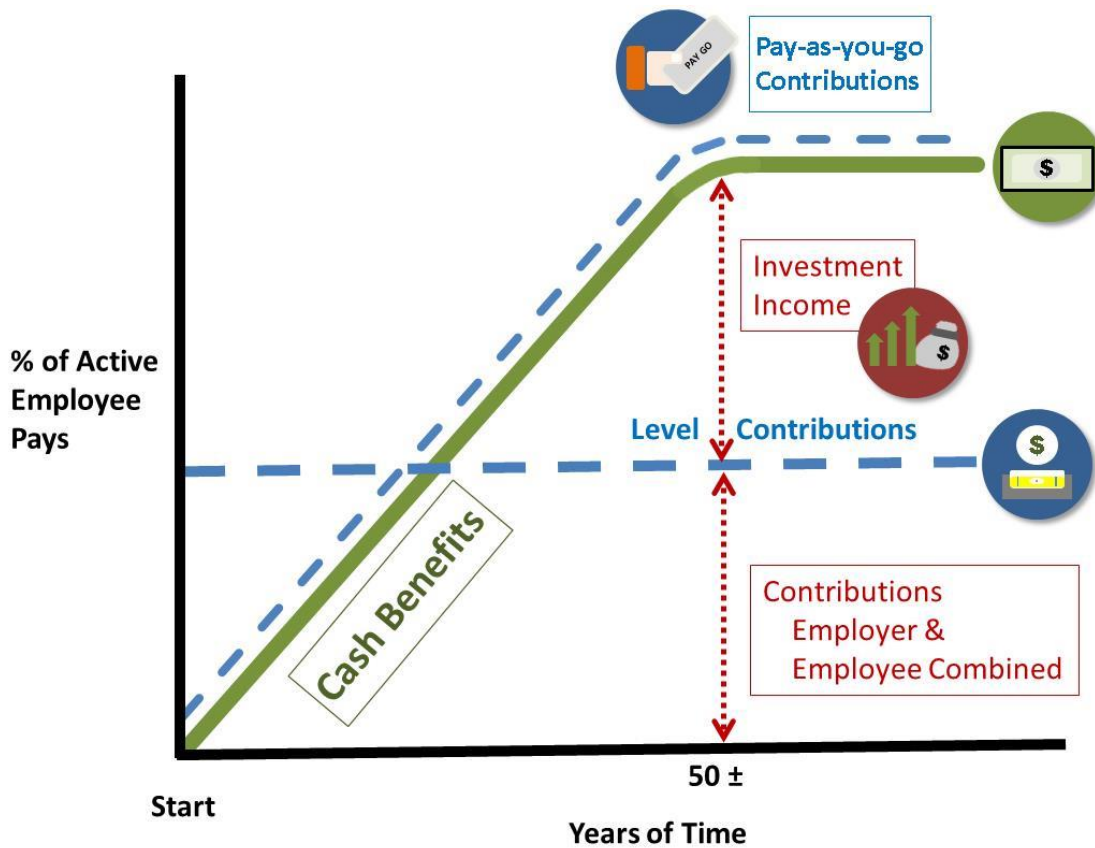 PAY GO
Pay-as-you-go
Contributions
$
Investment
Income
$
% of Active
Employee
Pays
Level Contributions
$
Cash Benefits
Contributions
Employer &
Employee Combined
50 ±
Start
Years of Time